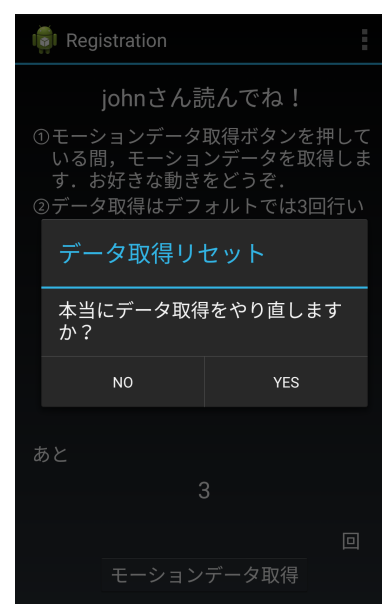 Registration
johnさん読んでね！
①モーションデータ取得ボタンを押して
いる間，モーションデータを取得しま
す．お好きな動きをどうぞ．
②データ取得はデフォルトでは3回行い
データ取得リセット
本当にデータ取得をやり直します
か？
NO YES
あと
3
回
モーションデータ取得